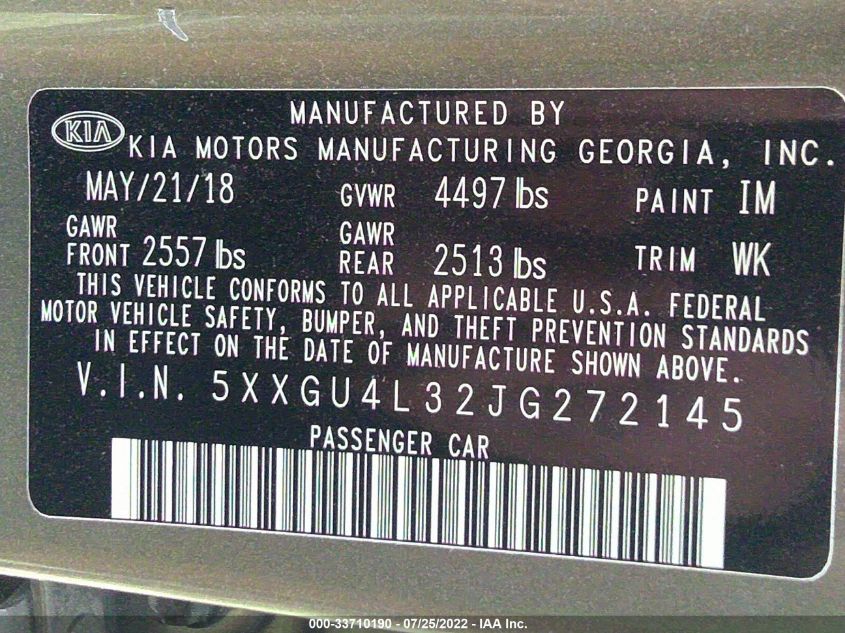 MANUFACTURED BY
KIA
KIA MOTORS MANUFACTURING GEORGIA, INC.
MAY/21/18 GVWR 4497 lbs PAINT IM
GAWR FRONT 2557 lbs GAWR REAR 2513 lbs TRIM WK
THIS VEHICLE CONFORMS TO ALL APPLICABLE U.S.A. FEDERAL
MOTOR VEHICLE SAFETY, BUMPER, AND THEFT PREVENTION STANDARDS
IN EFFECT ON THE DATE OF MANUFACTURE SHOWN ABOVE.
V.I.N. 5XXGU4L32JG272145
PASSENGER CAR
000-33710190 - 07/25/2022 - IAA Inc.